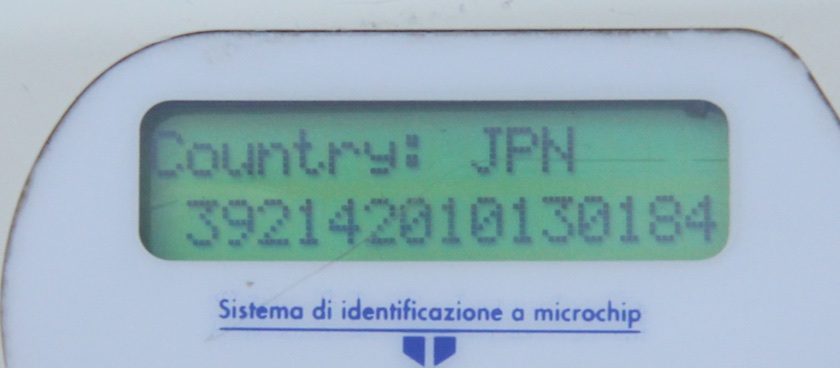 Country: JPN
392142010130184
Sistema di identificazione a microchip